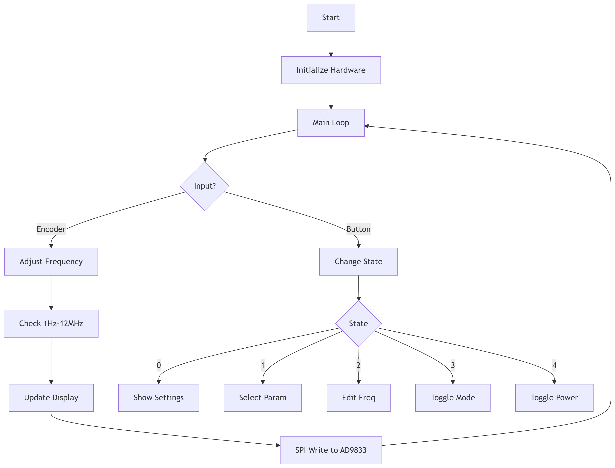 Start
Initialize Hardware
Main Loop
Input?
Encoder
Button
Adjust Frequency
Change State
Check 1Hz-12MHz
State
0
1
2
3
4
Update Display
Show Settings
Select Param
Edit Freq
Toggle Mode
Toggle Power
SPI Write to AD9833